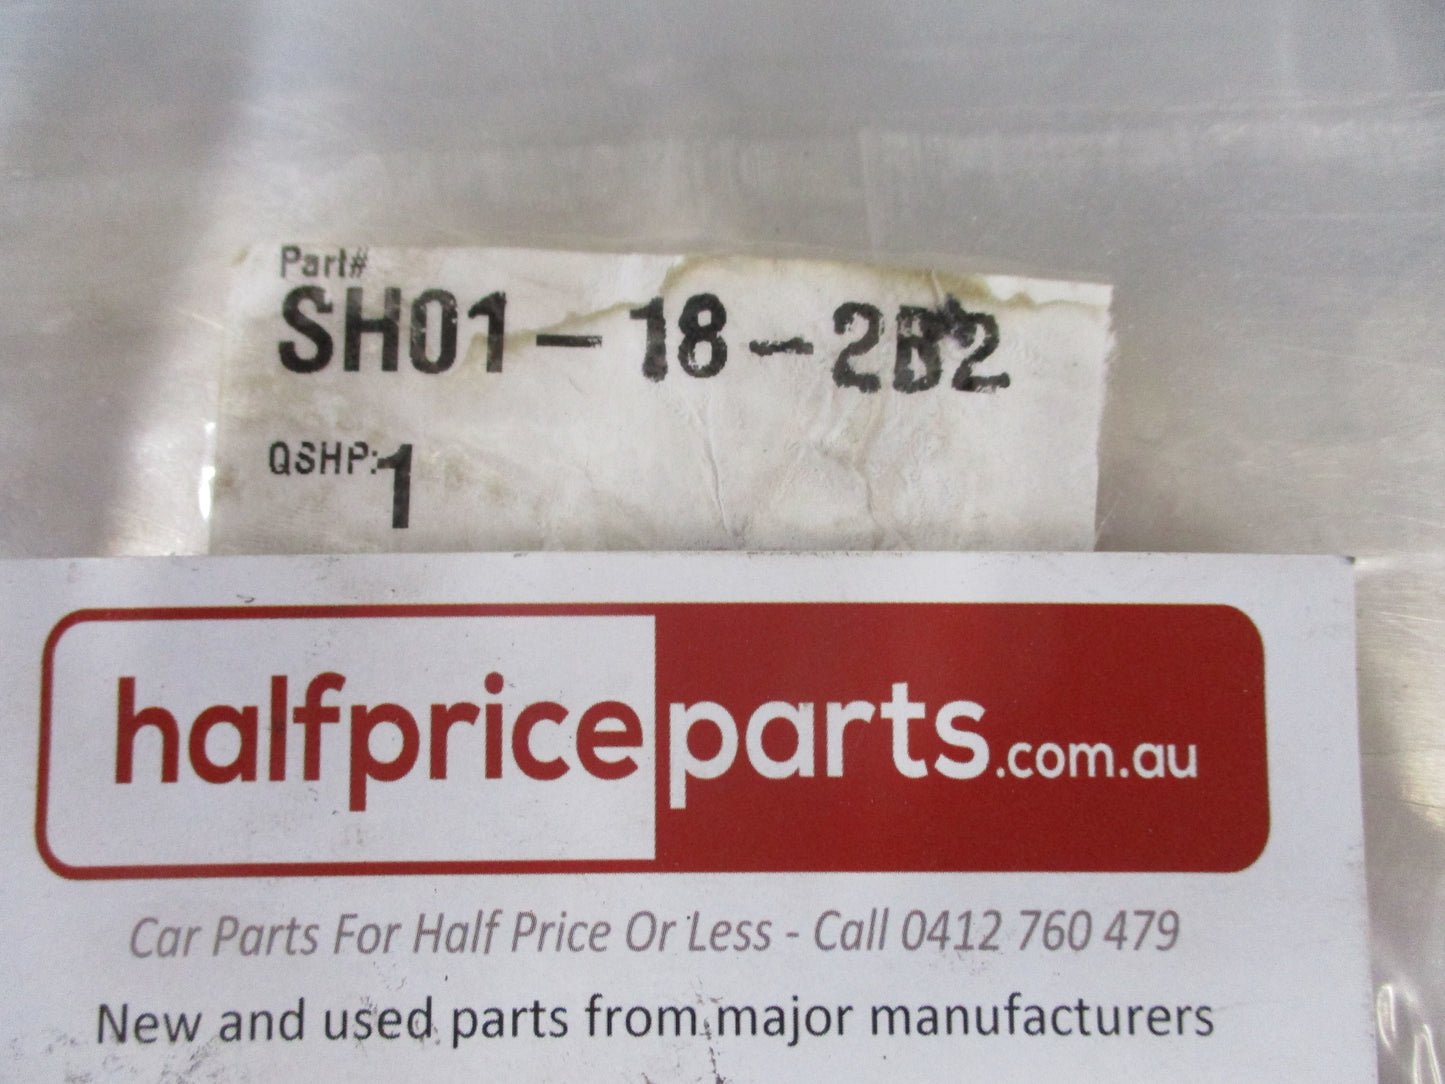 Part#
SH01-18-2B2
QSHP:1
halfpriceparts.com.au
Car Parts For Half Price Or Less - Call 0412 760 479
New and used parts from major manufacturers